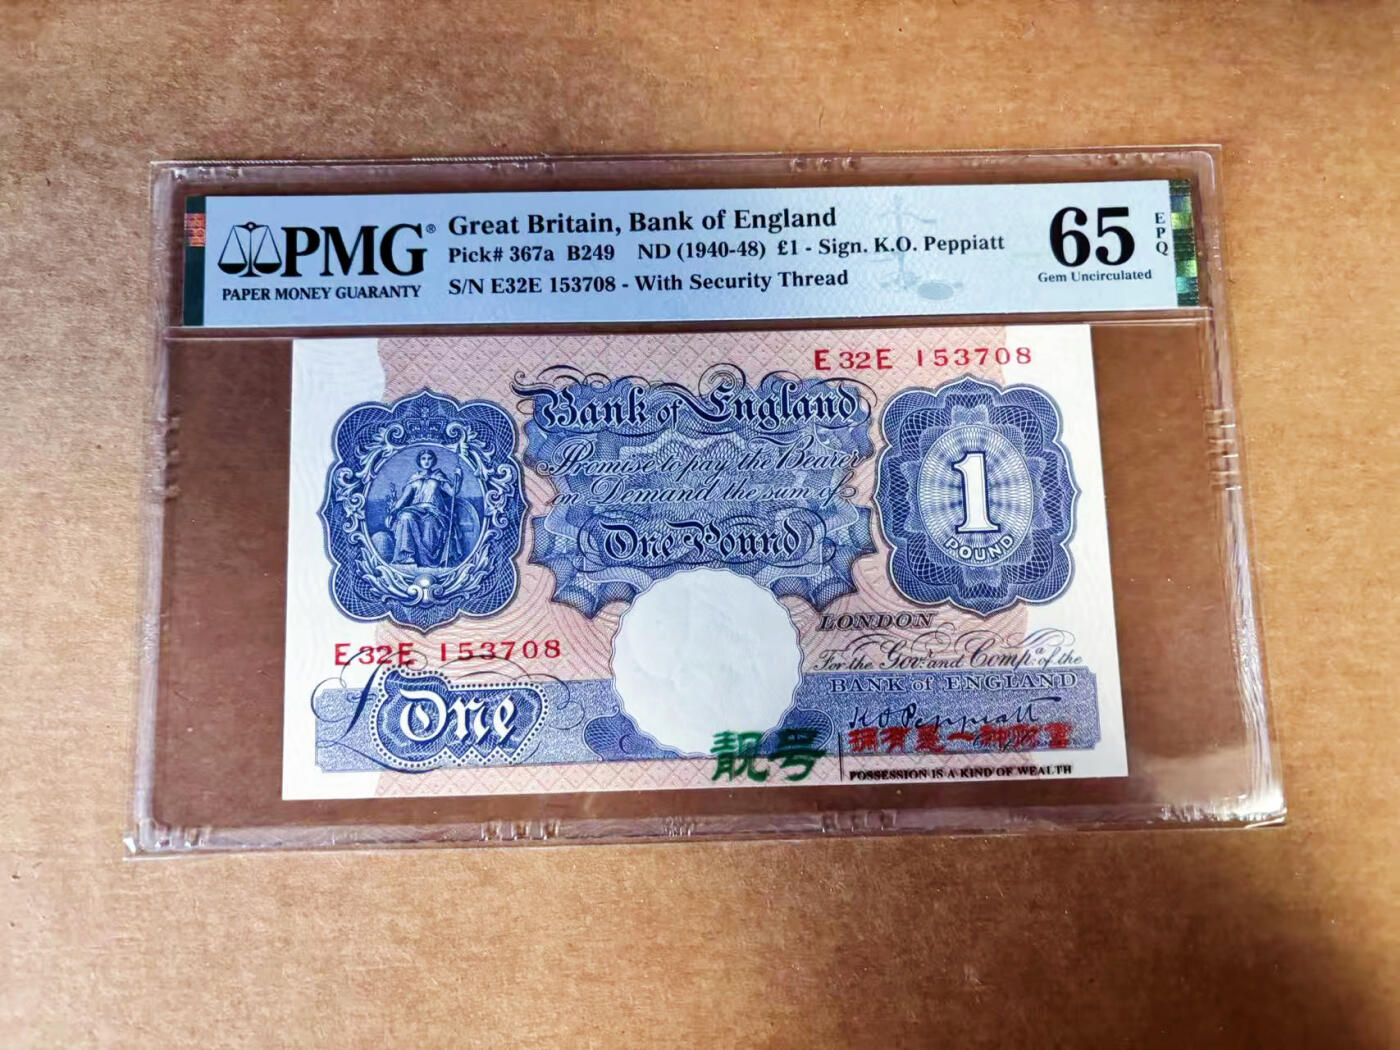 PMG®
PAPER MONEY GUARANTY
Great Britain, Bank of England
Pick# 367a B249 ND (1940-48) £1 - Sign. K.O. Peppiatt
S/N E32E 153708 - With Security Thread
65
EPQ
Gem Uncirculated
E32E 153708
Bank of England
Promise to pay the Bearer
on Demand the sum of
One Pound
1
POUND
LONDON
For the Gov.r and Comp.a of the
BANK of ENGLAND
K O Peppiatt
E32E 153708
£One
靓号
拥有是一种财富
POSSESSION IS A KIND OF WEALTH